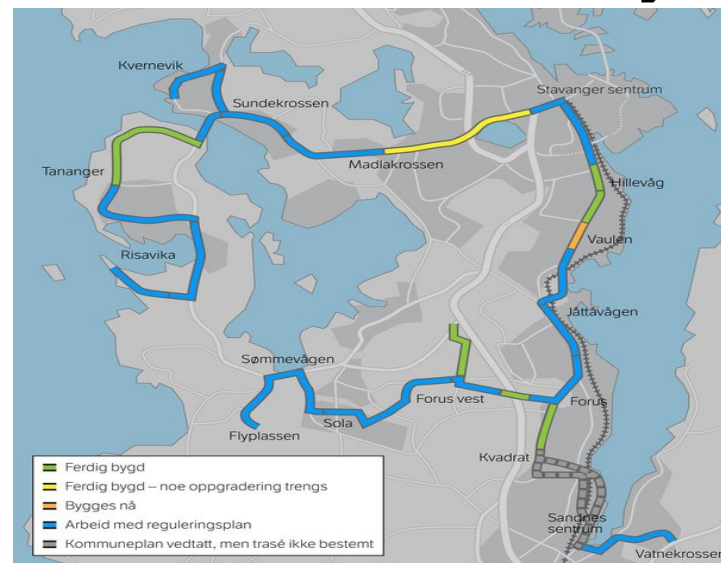 Kvernevik
Stavanger sentrum
Sundekrossen
Madlakrossen
Tananger
Hillevåg
Vaulen
Risavika
Jåttåvågen
Sømmevågen
Forus vest
Forus
Sola
Flyplassen
Kvadrat
Sandnes
sentrum
Vatnekrossen
Ferdig bygd
Ferdig bygd – noe oppgradering trengs
Bygges nå
Arbeid med reguleringsplan
Kommuneplan vedtatt, men trasé ikke bestemt